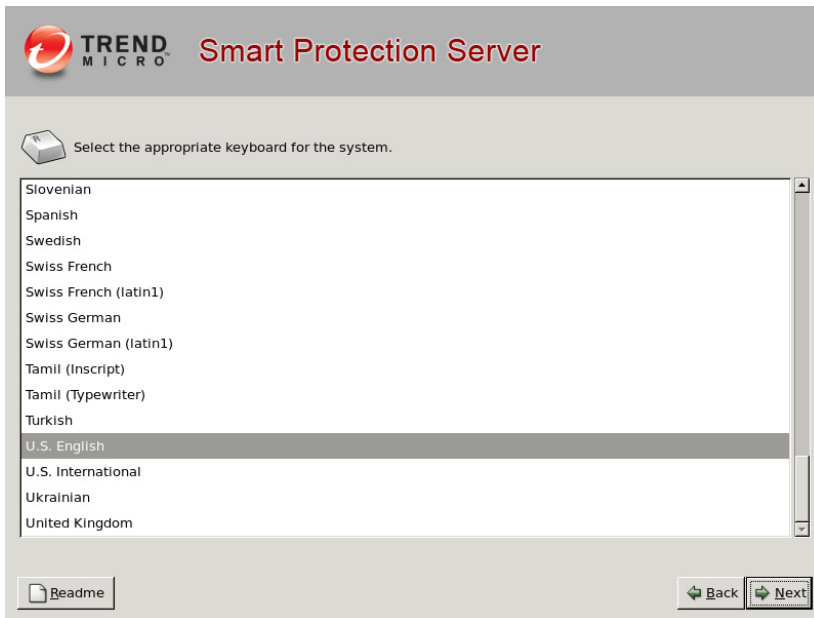 TREND MICRO™
Smart Protection Server
R
Select the appropriate keyboard for the system.
Slovenian
Spanish
Swedish
Swiss French
Swiss French (latin1)
Swiss German
Swiss German (latin1)
Tamil (Inscript)
Tamil (Typewriter)
Turkish
U.S. English
U.S. International
Ukrainian
United Kingdom
Readme
Back
Next